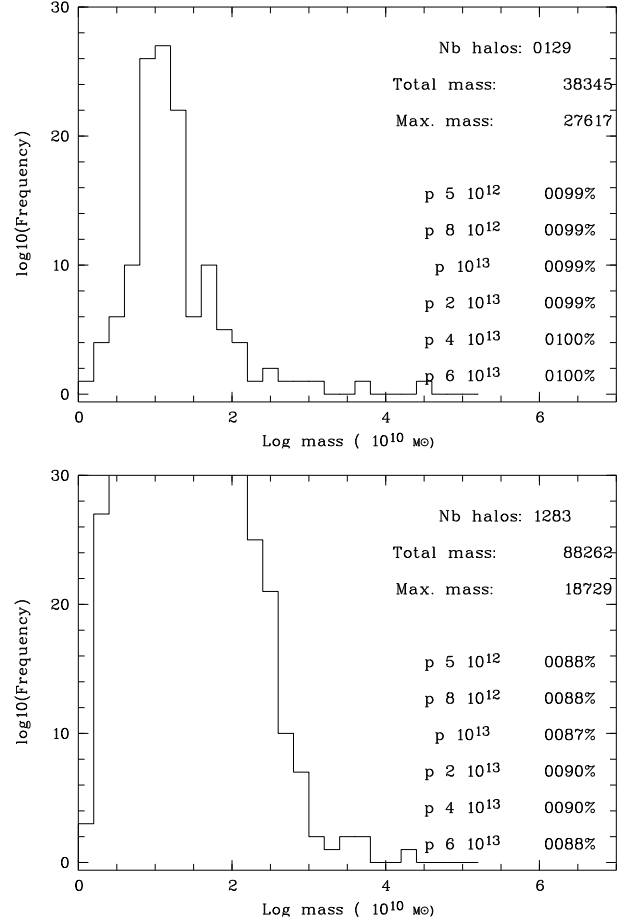 30
20
10
0
log10(Frequency)
Nb halos: 0129
Total mass: 38345
Max. mass: 27617
p 5 10^12 0099%
p 8 10^12 0099%
p 10^13 0099%
p 2 10^13 0099%
p 4 10^13 0100%
p 6 10^13 0100%
0 2 4 6
Log mass ( 10^10 M⊙)
30
20
10
0
log10(Frequency)
Nb halos: 1283
Total mass: 88262
Max. mass: 18729
p 5 10^12 0088%
p 8 10^12 0088%
p 10^13 0087%
p 2 10^13 0090%
p 4 10^13 0090%
p 6 10^13 0088%
0 2 4 6
Log mass ( 10^10 M⊙)